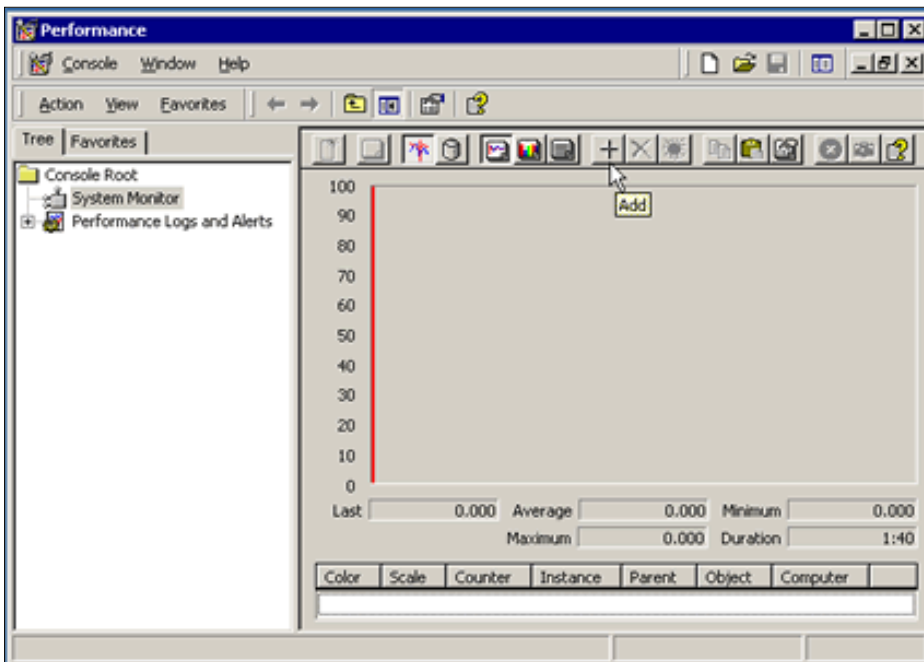 Performance
Console Window Help
Action View Favorites
Tree Favorites
Console Root
System Monitor
Performance Logs and Alerts
Add
100
90
80
70
60
50
40
30
20
10
0
Last 0.000 Average 0.000 Minimum 0.000
Maximum 0.000 Duration 1:40
Color Scale Counter Instance Parent Object Computer